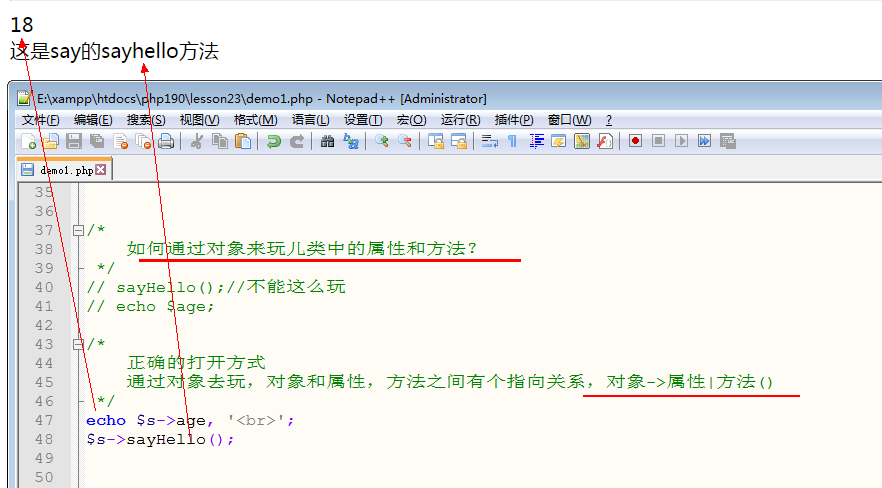 18
这是say的sayhello方法
E:\xampp\htdocs\php190\lesson23\demo1.php - Notepad++ [Administrator]
文件(F) 编辑(E) 搜索(S) 视图(V) 格式(M) 语言(L) 设置(T) 宏(O) 运行(R) 插件(P) 窗口(W) ?
demo1.php
35
36
37 /*
38 如何通过对象来玩儿类中的属性和方法?
39 */
40 // sayHello();//不能这么玩
41 // echo $age;
42
43 /*
44 正确的打开方式
45 通过对象去玩，对象和属性，方法之间有个指向关系，对象->属性|方法()
46 */
47 echo $s->age, '<br>';
48 $s->sayHello();
49
50